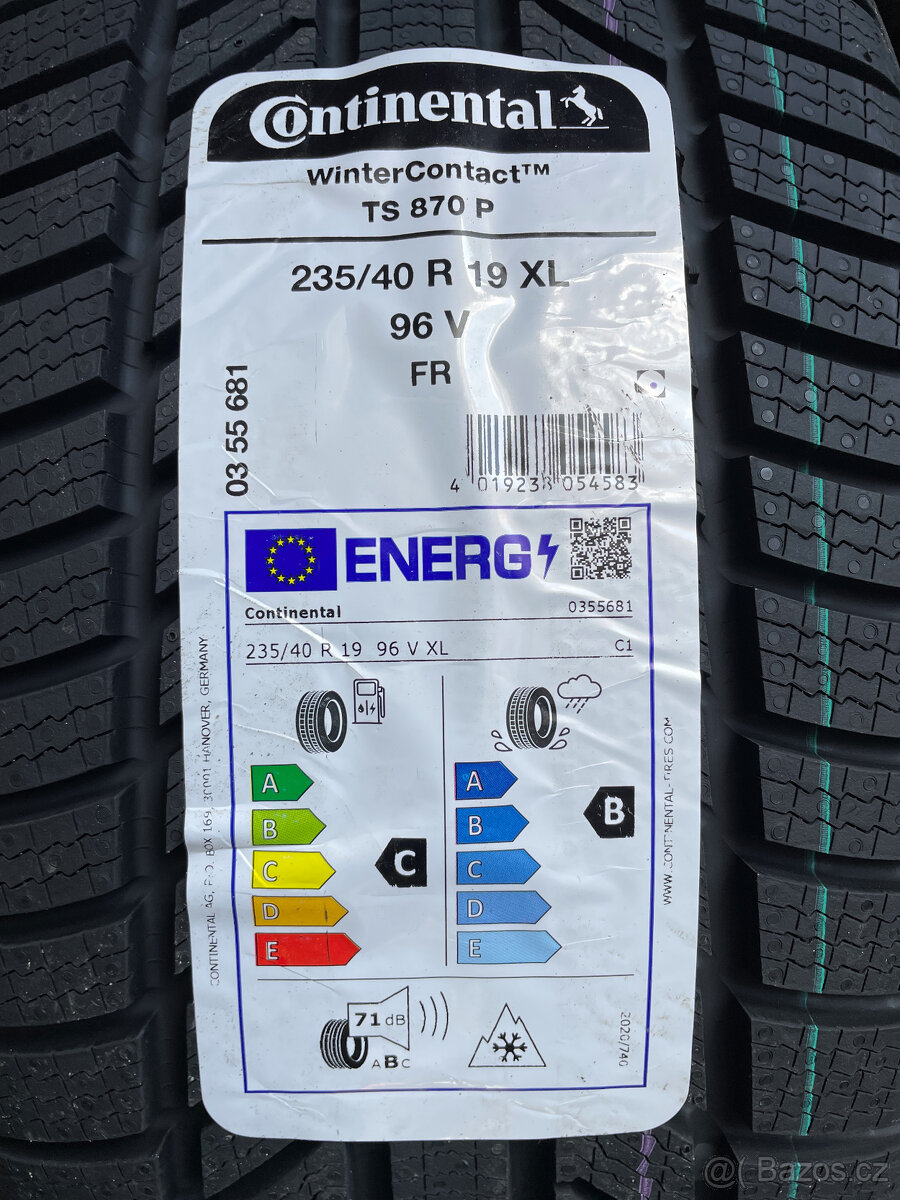 Continental
WinterContact™
TS 870 P
235/40 R 19 XL
96 V
FR
03 55 681
4 019238 054583
ENERG
Continental 0355681
235/40 R 19 96 V XL C1
A A
B B B
C C C
D D
E E
71 dB
ABC
2020/740
CONTINENTAL AG, P.O. BOX 169, 30001 HANOVER, GERMANY
WWW.CONTINENTAL-TIRES.COM
@( Bazos.cz